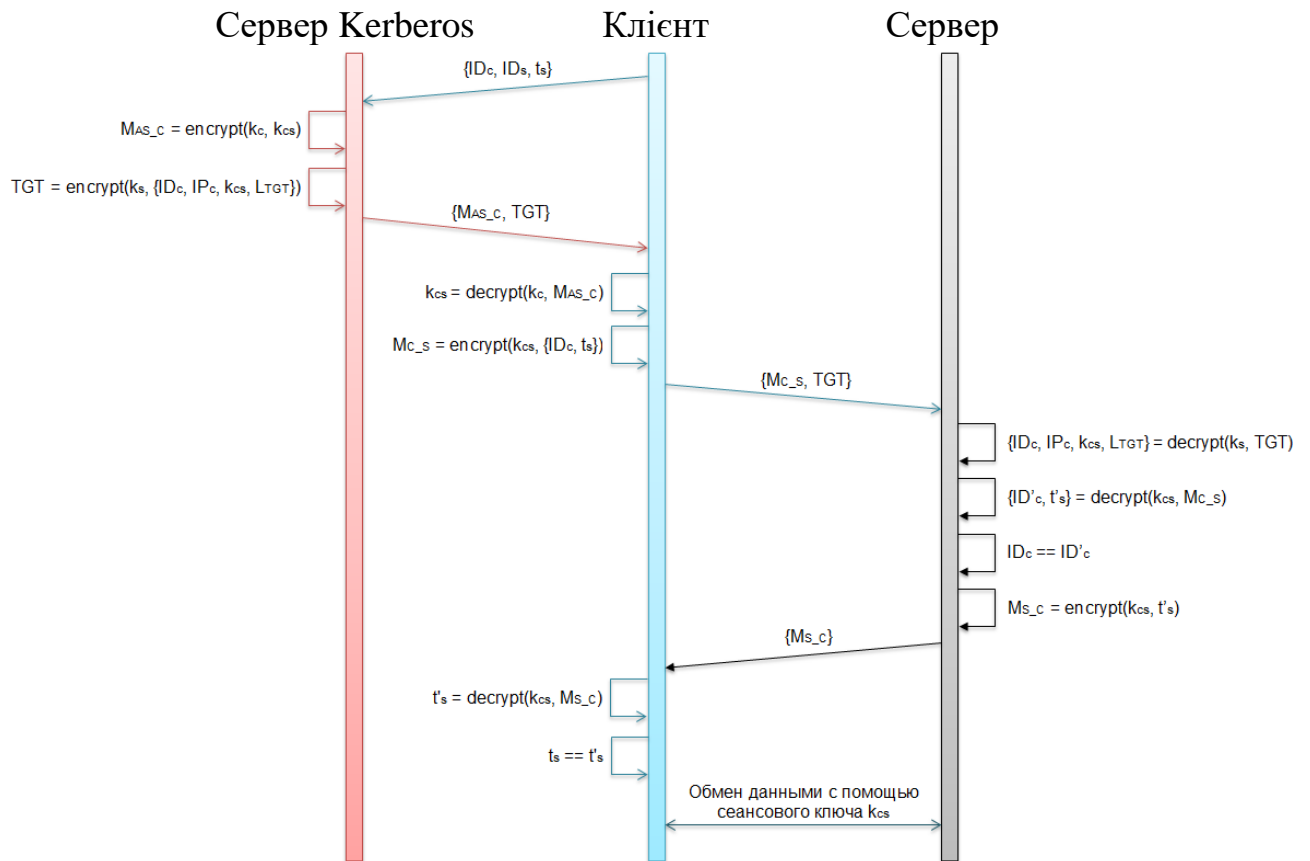 Сервер Kerberos
Клієнт
Сервер
{IDc, IDs, ts}
MAS_C = encrypt(kc, kcs)
TGT = encrypt(ks, {IDc, IPc, kcs, LTGT})
{MAS_C, TGT}
kcs = decrypt(kc, MAS_C)
MC_S = encrypt(kcs, {IDc, ts})
{MC_S, TGT}
{IDc, IPc, kcs, LTGT} = decrypt(ks, TGT)
{ID’c, t’s} = decrypt(kcs, MC_S)
IDc == ID’c
MS_C = encrypt(kcs, t’s)
{MS_C}
t's = decrypt(kcs, MS_C)
ts == t's
Обмен данными с помощью
сеансового ключа kcs